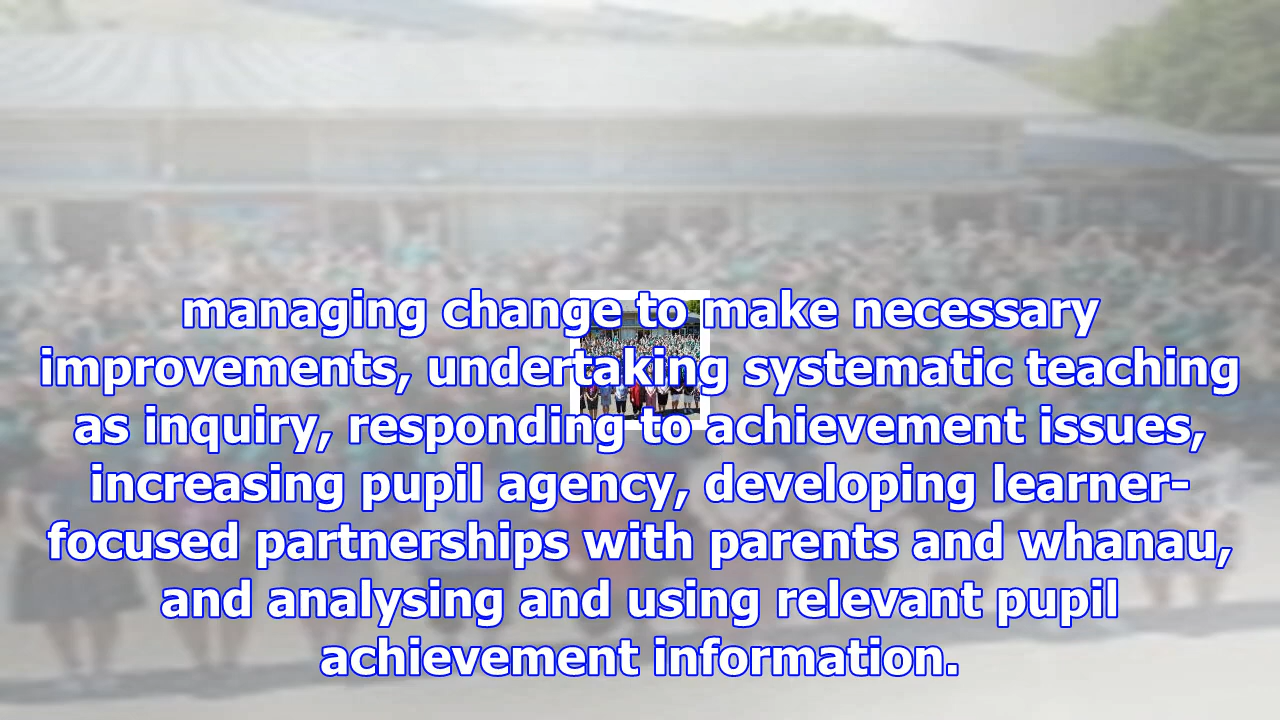 managing change to make necessary
improvements, undertaking systematic teaching
as inquiry, responding to achievement issues,
increasing pupil agency, developing learner-
focused partnerships with parents and whanau,
and analysing and using relevant pupil
achievement information.